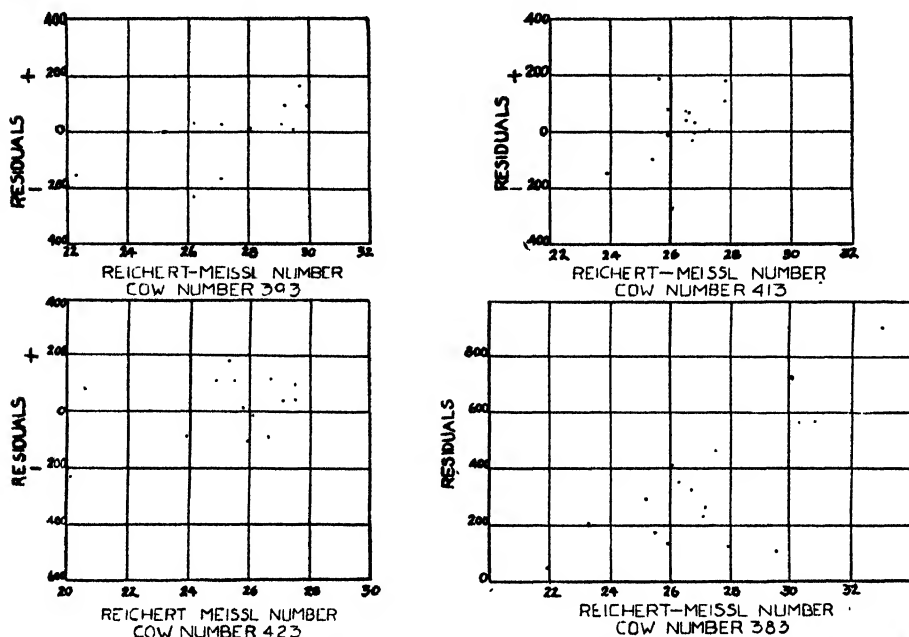 400
+
200
0
RESIDUALS
–
200
400
22 24 26 28 30 32
REICHERT-MEISSL NUMBER
COW NUMBER 393
400
+
200
0
RESIDUALS
200
400
22 24 26 28 30 32
REICHERT-MEISSL NUMBER
COW NUMBER 413
400
+
200
0
RESIDUALS
–
200
400
600
20 22 24 26 28 30
REICHERT MEISSL NUMBER
COW NUMBER 423
800
600
RESIDUALS
400
200
0
22 24 26 28 30 32
REICHERT-MEISSL NUMBER
COW NUMBER 383